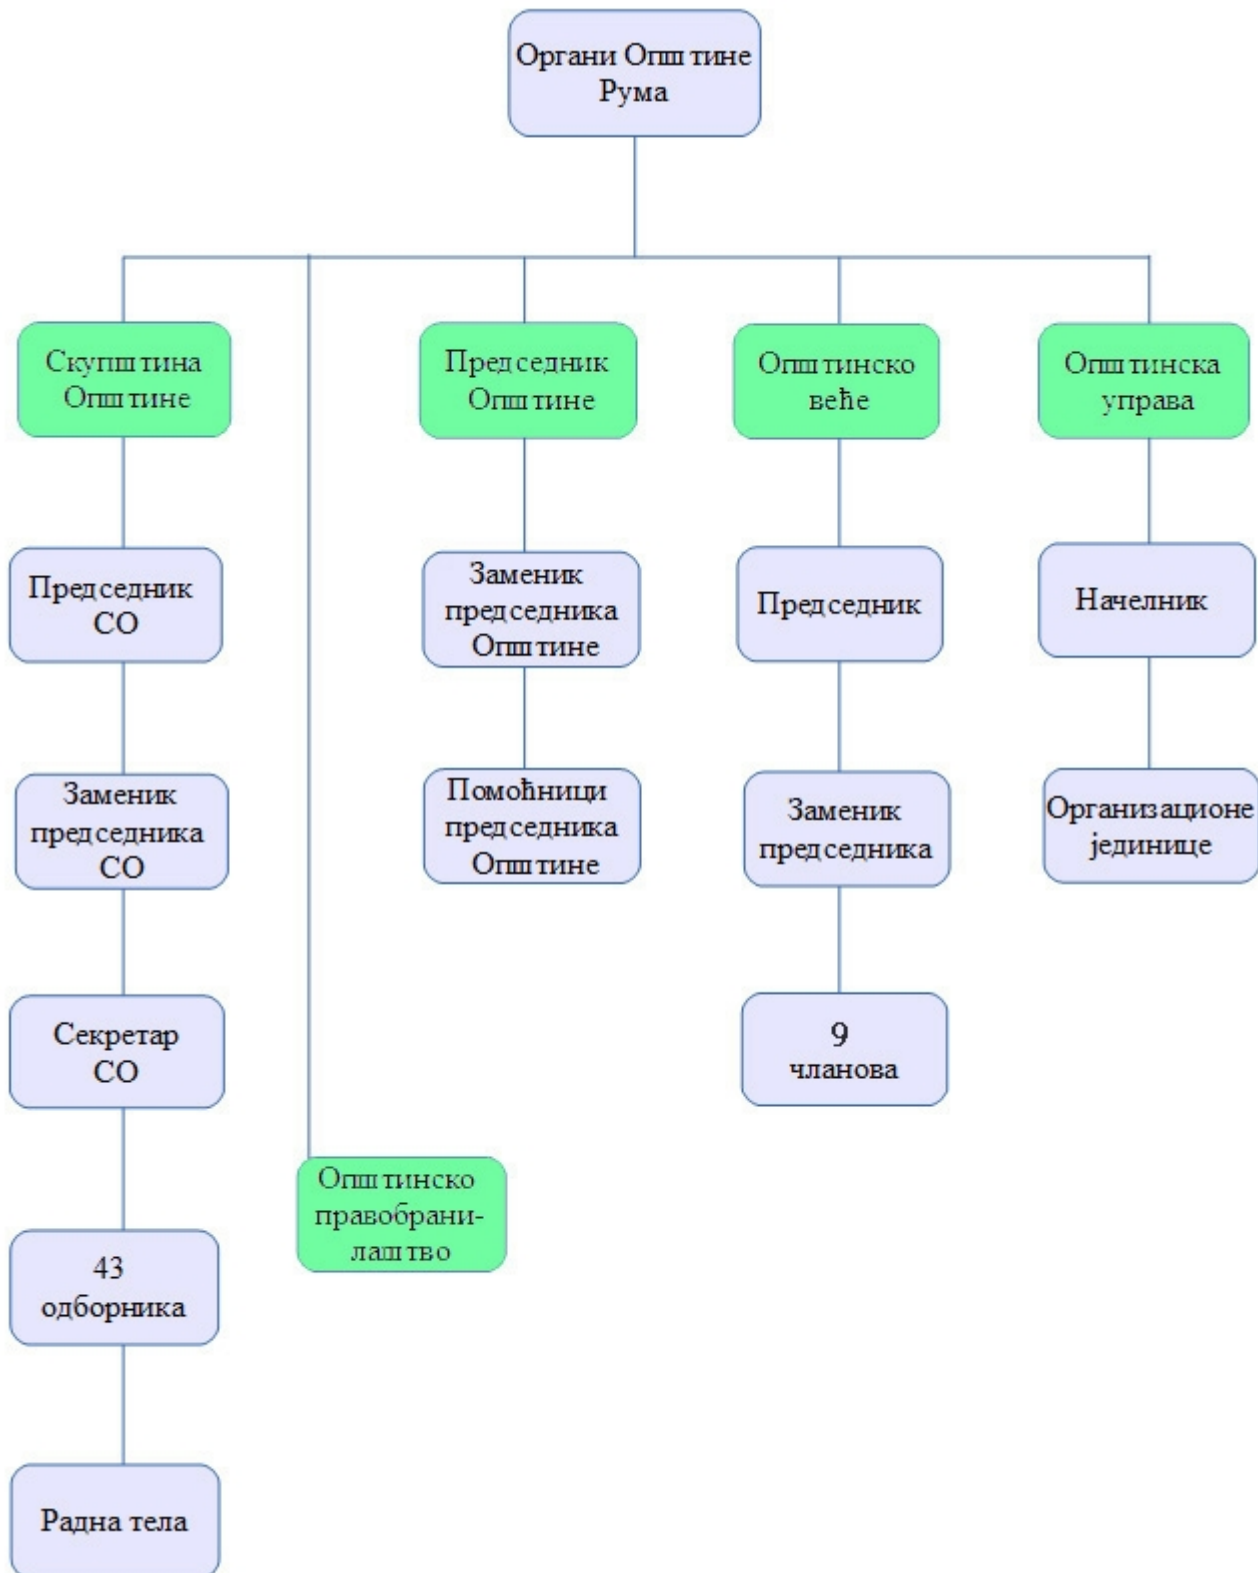 Органи Општине
Рума
Скупштина
Општине
Председник
Општине
Општинско
веће
Општинска
управа
Председник
СО
Заменик
председника
Општине
Председник
Начелник
Заменик
председника
СО
Помоћници
председника
Општине
Заменик
председника
Организационе
јединице
Секретар
СО
9
чланова
Општинско
правобрани-
лаштво
43
одборника
Радна тела